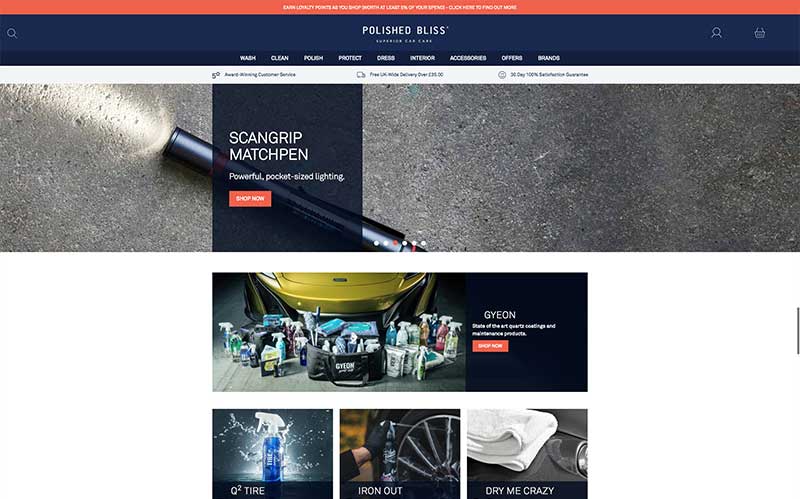 EARN LOYALTY POINTS AS YOU SHOP (WORTH AT LEAST 5% OF YOUR SPEND) - CLICK HERE TO FIND OUT MORE
POLISHED BLISS®
SUPERIOR CAR CARE
WASH CLEAN POLISH PROTECT DRESS INTERIOR ACCESSORIES OFFERS BRANDS
Award-Winning Customer Service Free UK-Wide Delivery Over £35.00 30 Day 100% Satisfaction Guarantee
SCANGRIP
MATCHPEN
Powerful, pocket-sized lighting.
SHOP NOW
GYEON
State of the art quartz coatings and
maintenance products.
SHOP NOW
GYEON
TIRE
Q² TIRE IRON OUT DRY ME CRAZY